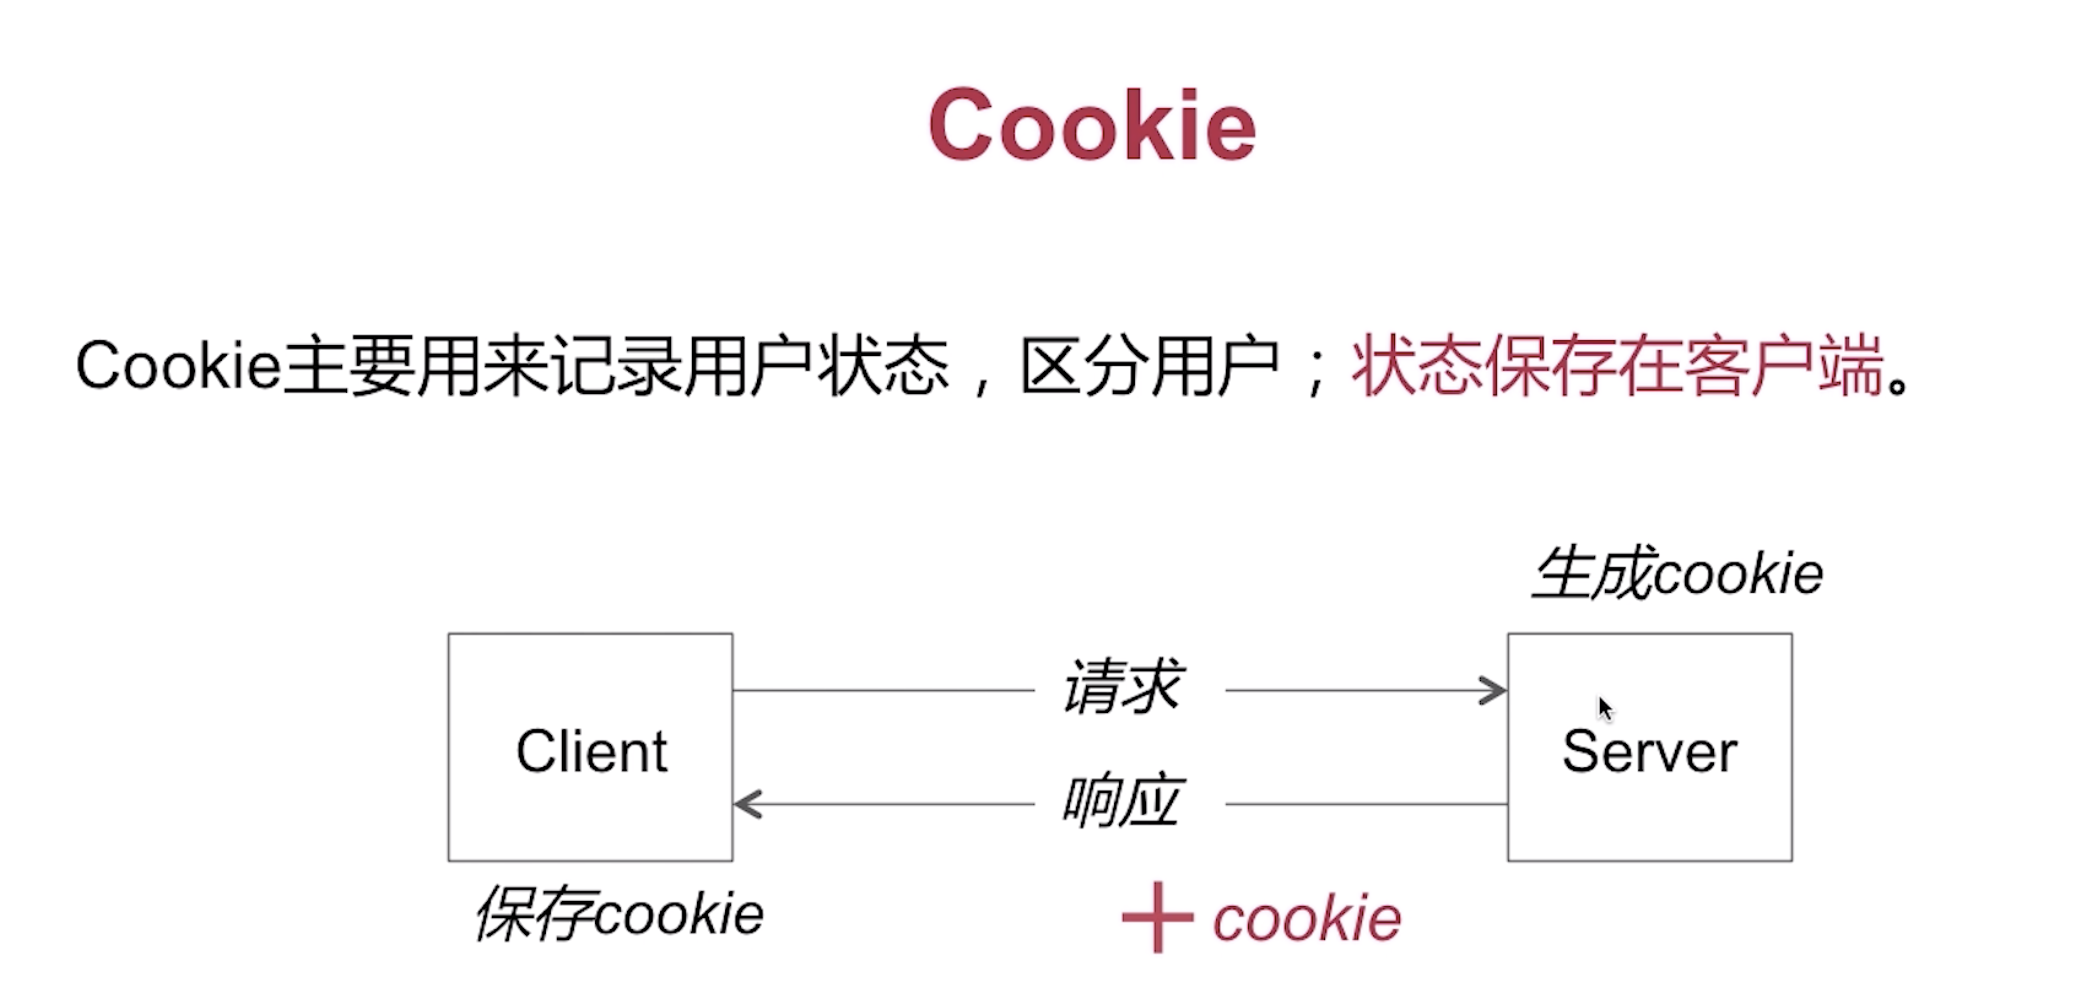 Cookie
Cookie主要用来记录用户状态，区分用户；状态保存在客户端。
生成cookie
请求
Client
Server
响应
保存cookie
+ cookie